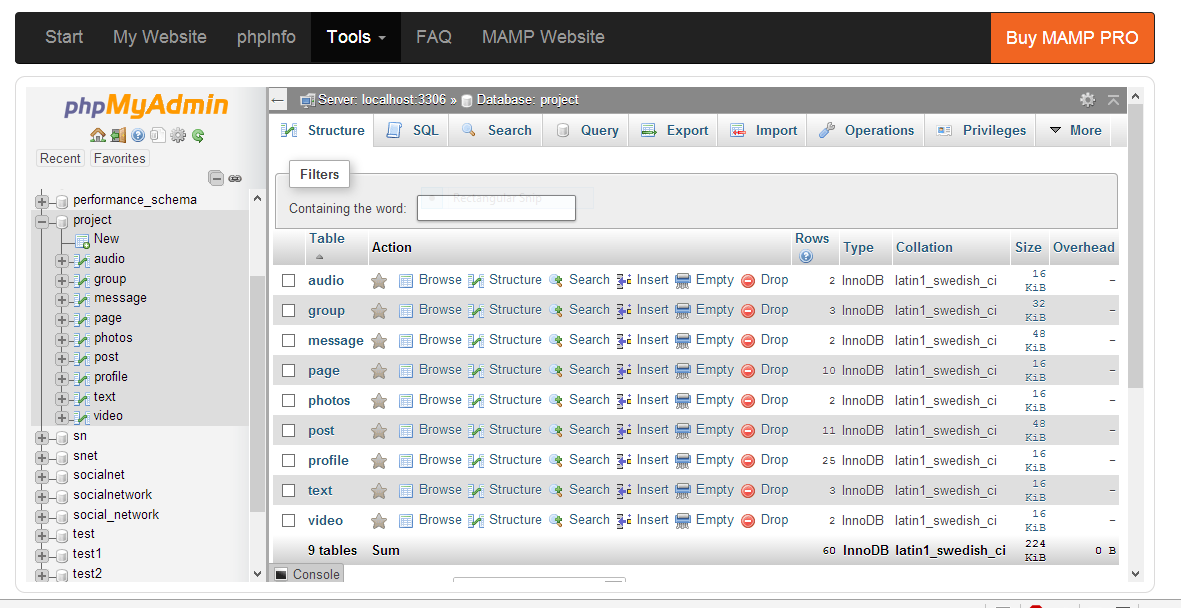 Start My Website phpInfo Tools FAQ MAMP Website Buy MAMP PRO
phpMyAdmin
Recent Favorites
performance_schema
project
New
audio
group
message
page
photos
post
profile
text
video
sn
snet
socialnet
socialnetwork
social_network
test
test1
test2
Server: localhost:3306 » Database: project
Structure SQL Search Query Export Import Operations Privileges More
Filters
Rectangular Snip
Containing the word:
Table Action Rows Type Collation Size Overhead
audio Browse Structure Search Insert Empty Drop 2 InnoDB latin1_swedish_ci 16 KiB -
group Browse Structure Search Insert Empty Drop 3 InnoDB latin1_swedish_ci 32 KiB -
message Browse Structure Search Insert Empty Drop 2 InnoDB latin1_swedish_ci 48 KiB -
page Browse Structure Search Insert Empty Drop 10 InnoDB latin1_swedish_ci 16 KiB -
photos Browse Structure Search Insert Empty Drop 2 InnoDB latin1_swedish_ci 16 KiB -
post Browse Structure Search Insert Empty Drop 11 InnoDB latin1_swedish_ci 48 KiB -
profile Browse Structure Search Insert Empty Drop 25 InnoDB latin1_swedish_ci 16 KiB -
text Browse Structure Search Insert Empty Drop 3 InnoDB latin1_swedish_ci 16 KiB -
video Browse Structure Search Insert Empty Drop 2 InnoDB latin1_swedish_ci 16 KiB -
9 tables Sum 60 InnoDB latin1_swedish_ci 224 KiB 0 B
Console